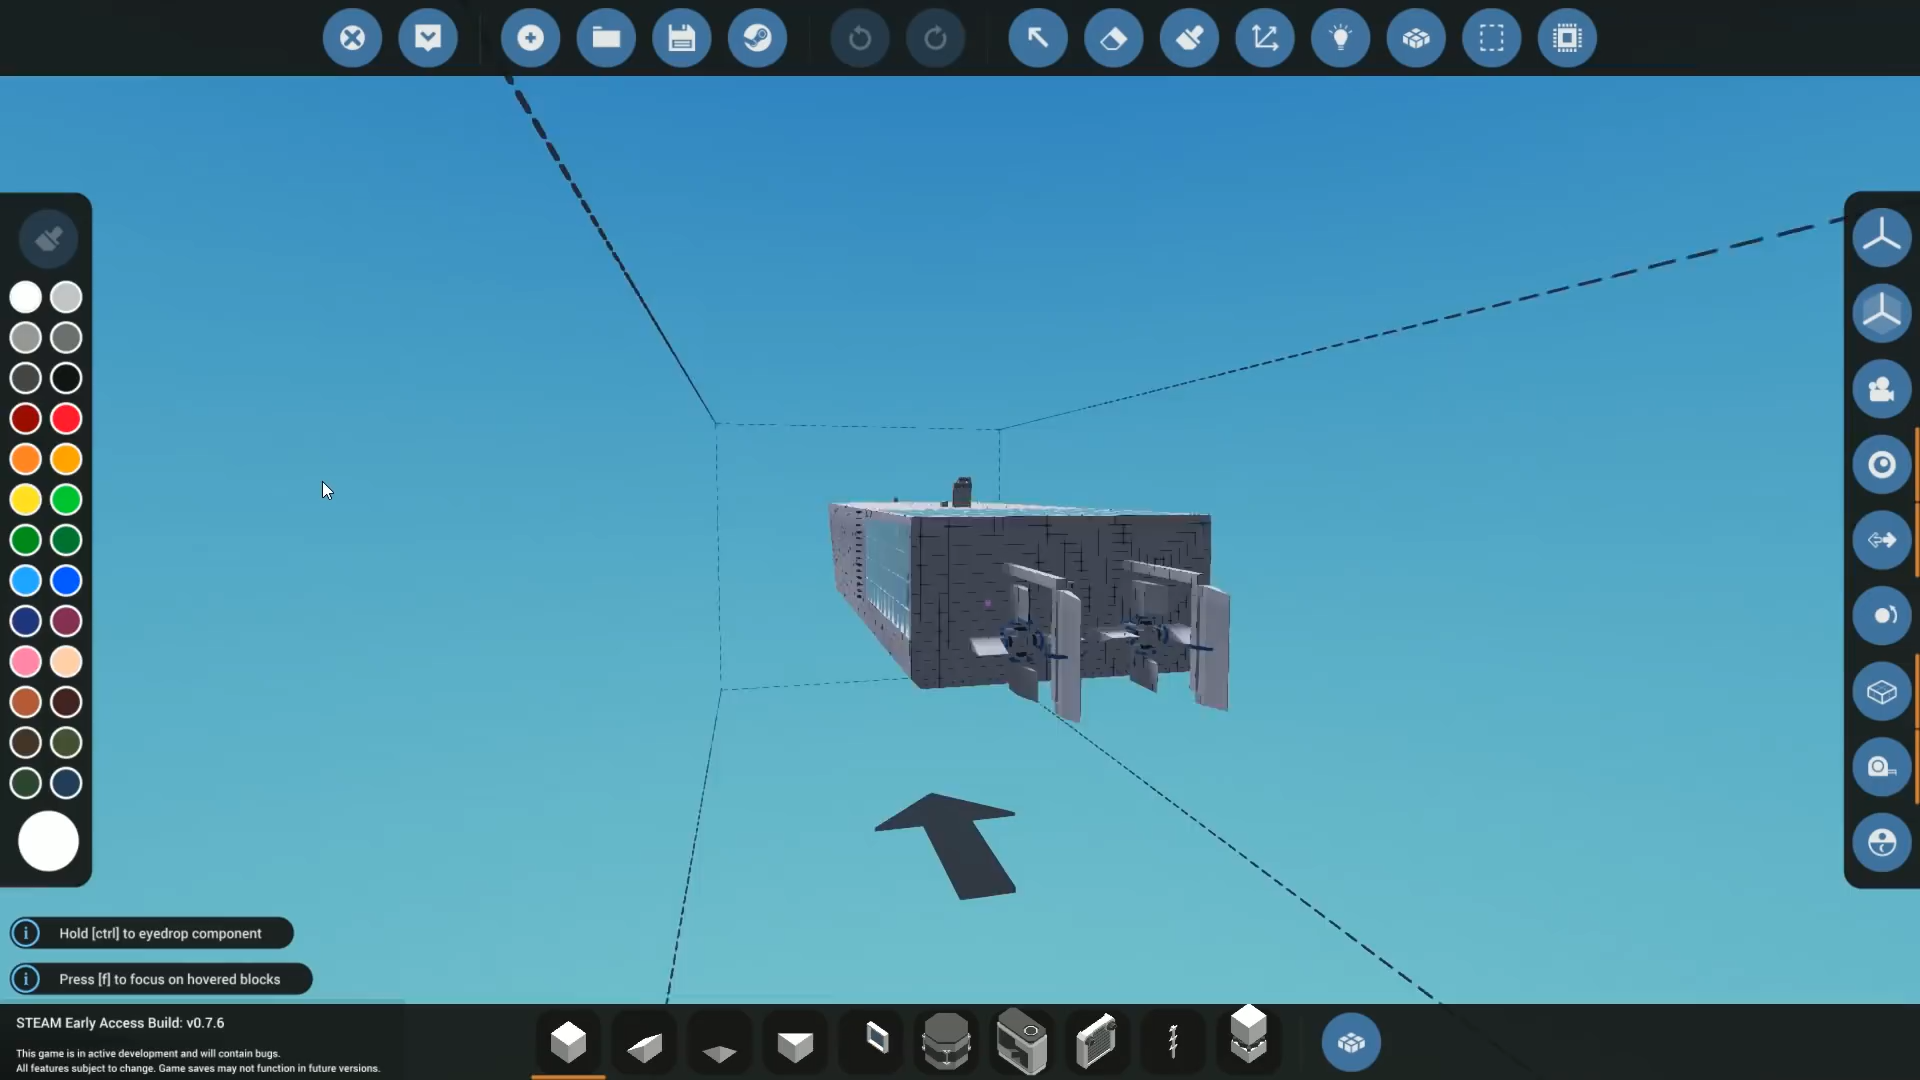 Hold [ctrl] to eyedrop component
Press [f] to focus on hovered blocks
STEAM Early Access Build: v0.7.6
This game is in active development and will contain bugs.
All features subject to change. Game saves may not function in future versions.